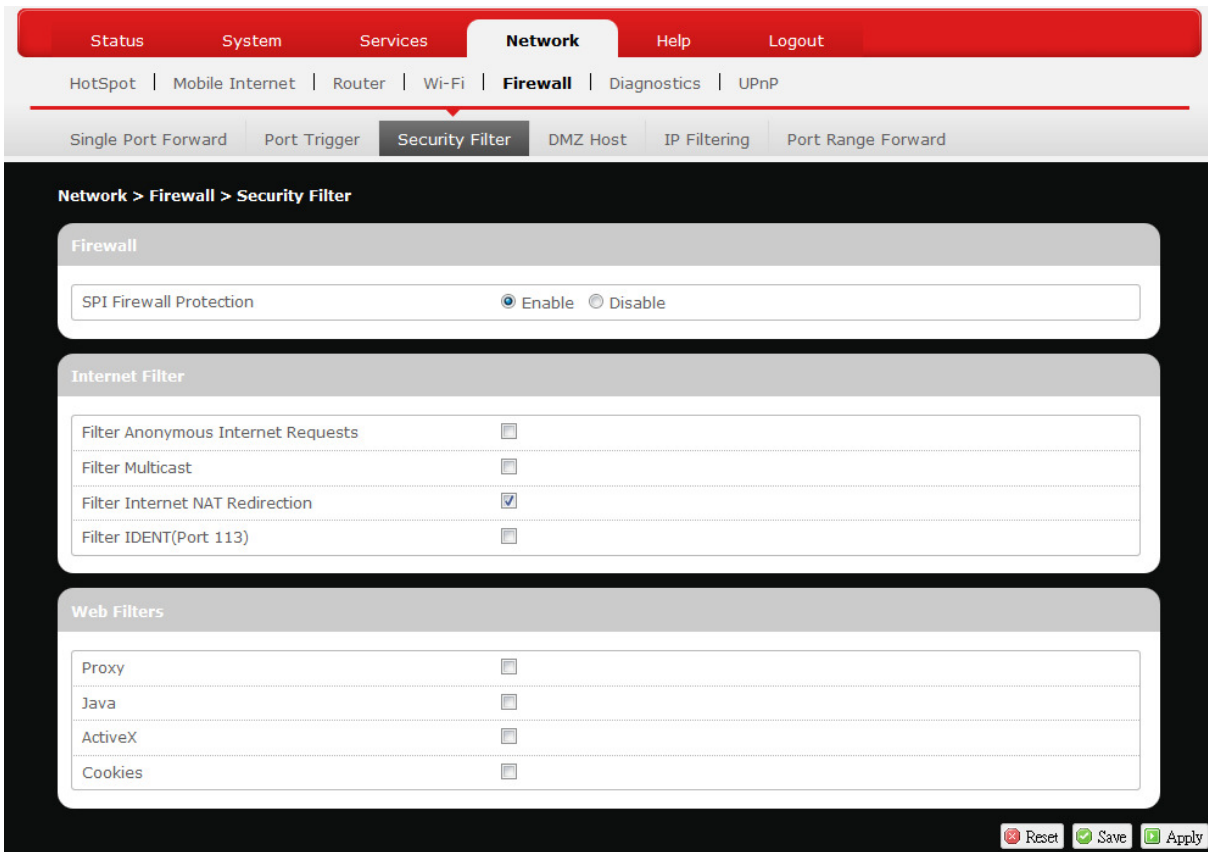 Status System Services Network Help Logout
HotSpot | Mobile Internet | Router | Wi-Fi | Firewall | Diagnostics | UPnP
Single Port Forward Port Trigger Security Filter DMZ Host IP Filtering Port Range Forward
Network > Firewall > Security Filter
Firewall
SPI Firewall Protection Enable Disable
Internet Filter
Filter Anonymous Internet Requests
Filter Multicast
Filter Internet NAT Redirection
Filter IDENT(Port 113)
Web Filters
Proxy
Java
ActiveX
Cookies
Reset Save Apply